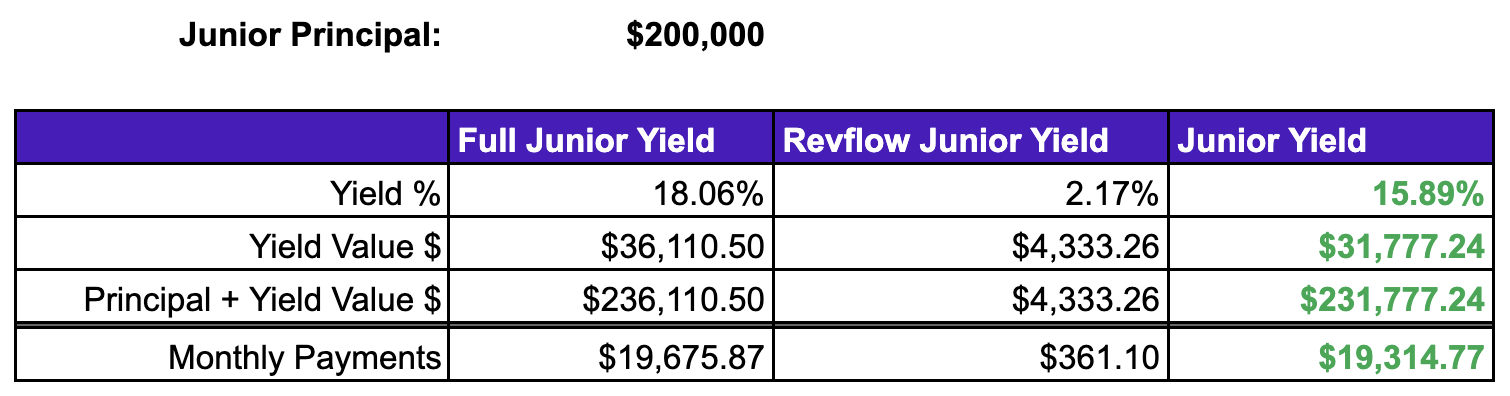 Junior Principal: $200,000
Full Junior Yield Revflow Junior Yield Junior Yield
Yield % 18.06% 2.17% 15.89%
Yield Value $ $36,110.50 $4,333.26 $31,777.24
Principal + Yield Value $ $236,110.50 $4,333.26 $231,777.24
Monthly Payments $19,675.87 $361.10 $19,314.77